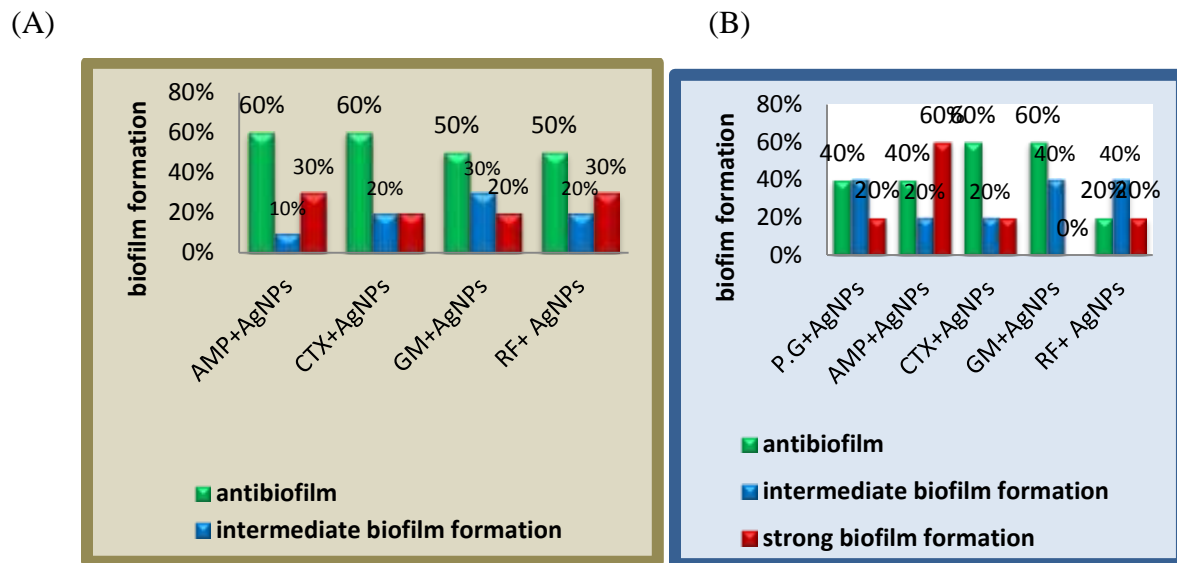 (A)
(B)
biofilm formation
80%
60%
40%
20%
0%
60%
10%
30%
60%
20%
50%
30%
20%
50%
20%
30%
AMP+AgNPs
CTX+AgNPs
GM+AgNPs
RF+ AgNPs
antibiofilm
intermediate biofilm formation
biofim formation
80%
60%
40%
20%
0%
40%
20%
40%
20%
60%
60%
20%
60%
40%
0%
20%
40%
20%
P.G+AgNPs
AMP+AgNPs
CTX+AgNPs
GM+AgNPs
RF+ AgNPs
antibiofilm
intermediate biofilm formation
strong biofilm formation